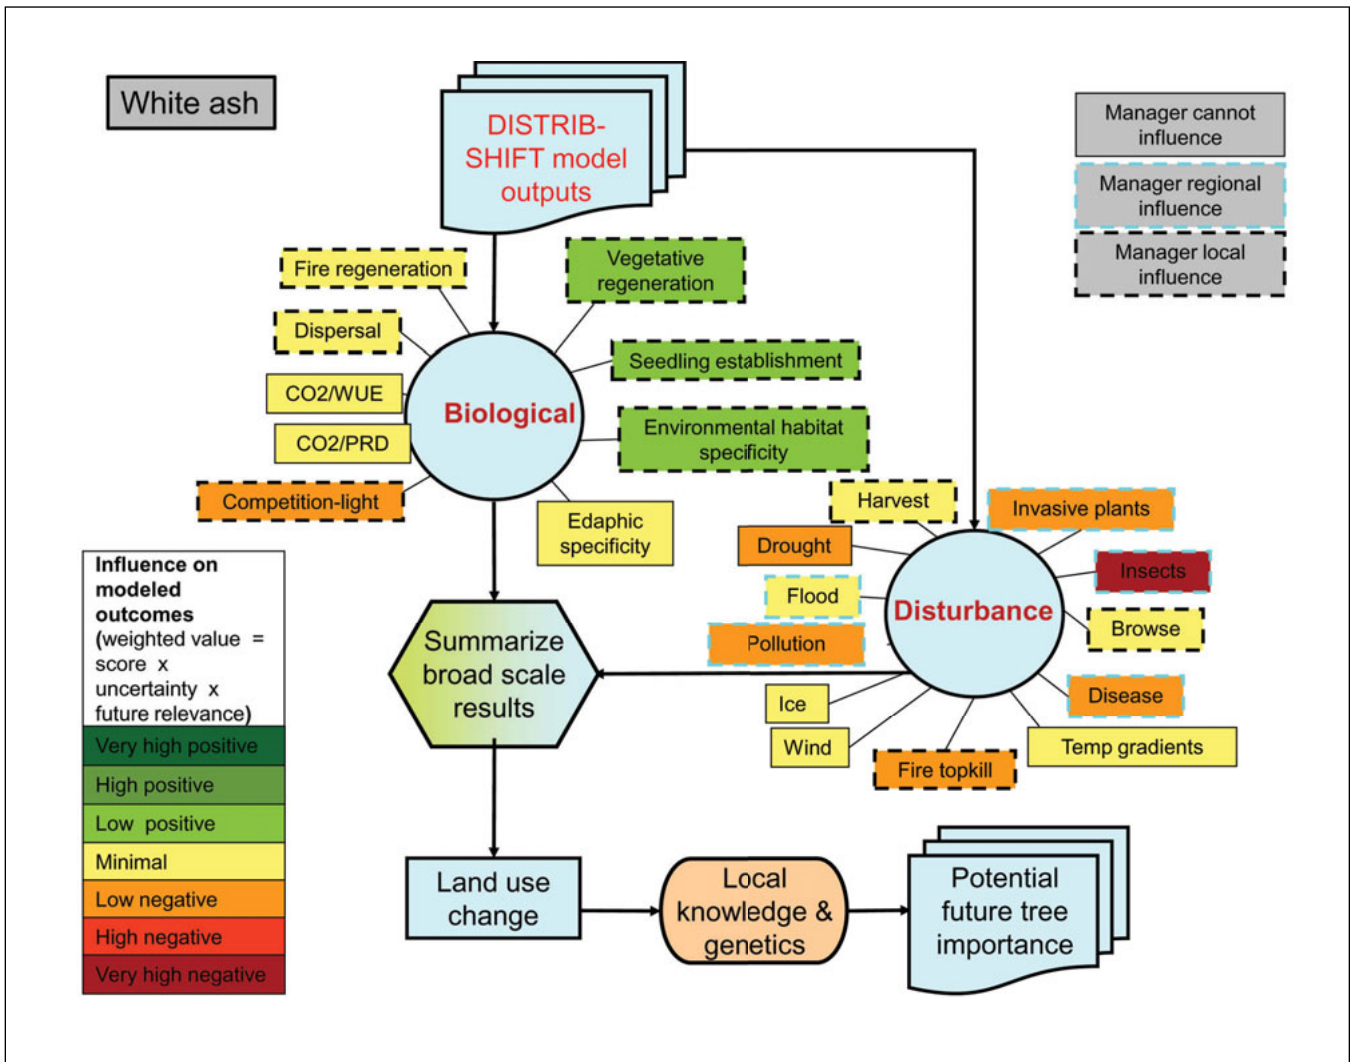 White ash
DISTRIB-
SHIFT model
outputs
Manager cannot
influence
Manager regional
influence
Manager local
influence
Fire regeneration
Vegetative
regeneration
Dispersal
Seedling establishment
CO2/WUE
Biological
CO2/PRD
Environmental habitat
specificity
Competition-light
Edaphic
specificity
Harvest
Invasive plants
Drought
Insects
Flood
Disturbance
Browse
Pollution
Disease
Ice
Wind
Temp gradients
Fire topkill
Influence on
modeled
outcomes
(weighted value =
score x
uncertainty x
future relevance)
Very high positive
High positive
Low positive
Minimal
Low negative
High negative
Very high negative
Summarize
broad scale
results
Land use
change
Local
knowledge &
genetics
Potential
future tree
importance